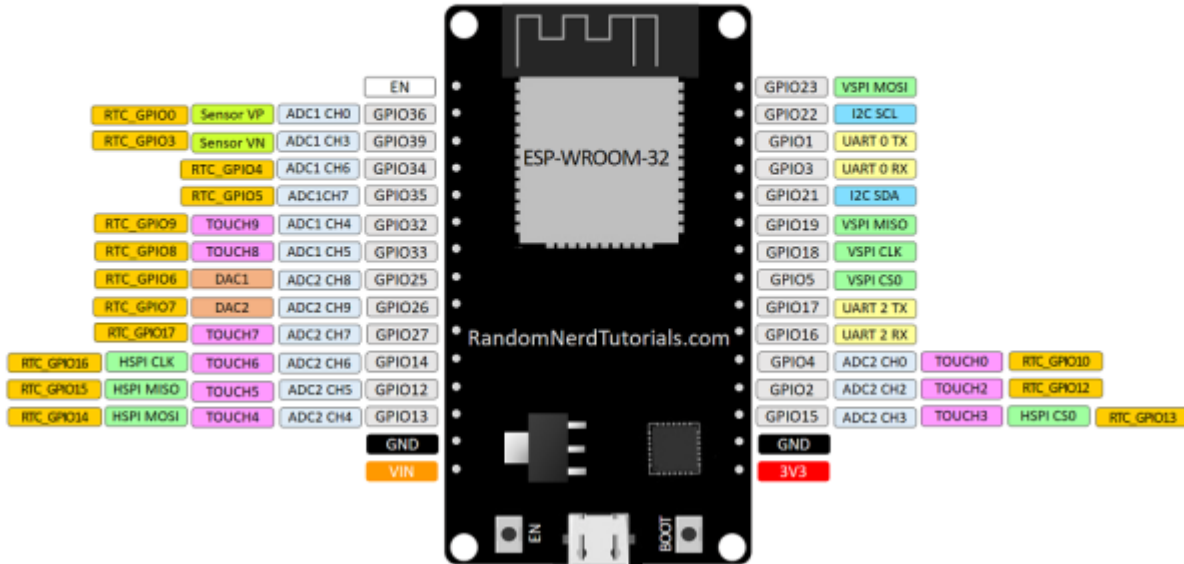 EN GPIO23 VSPI MOSI
RTC_GPIO0 Sensor VP ADC1 CH0 GPIO36 GPIO22 I2C SCL
RTC_GPIO3 Sensor VN ADC1 CH3 GPIO39 GPIO1 UART 0 TX
ESP-WROOM-32
RTC_GPIO4 ADC1 CH6 GPIO34 GPIO3 UART 0 RX
RTC_GPIO5 ADC1CH7 GPIO35 GPIO21 I2C SDA
RTC_GPIO9 TOUCH9 ADC1 CH4 GPIO32 GPIO19 VSPI MISO
RTC_GPIO8 TOUCH8 ADC1 CH5 GPIO33 GPIO18 VSPI CLK
RTC_GPIO6 DAC1 ADC2 CH8 GPIO25 GPIO5 VSPI CS0
RTC_GPIO7 DAC2 ADC2 CH9 GPIO26 GPIO17 UART 2 TX
RTC_GPIO17 TOUCH7 ADC2 CH7 GPIO27 RandomNerdTutorials.com GPIO16 UART 2 RX
RTC_GPIO16 HSPI CLK TOUCH6 ADC2 CH6 GPIO14 GPIO4 ADC2 CH0 TOUCH0 RTC_GPIO10
RTC_GPIO15 HSPI MISO TOUCH5 ADC2 CH5 GPIO12 GPIO2 ADC2 CH2 TOUCH2 RTC_GPIO12
RTC_GPIO14 HSPI MOSI TOUCH4 ADC2 CH4 GPIO13 GPIO15 ADC2 CH3 TOUCH3 HSPI CS0 RTC_GPIO13
GND GND
VIN 3V3
EN BOOT